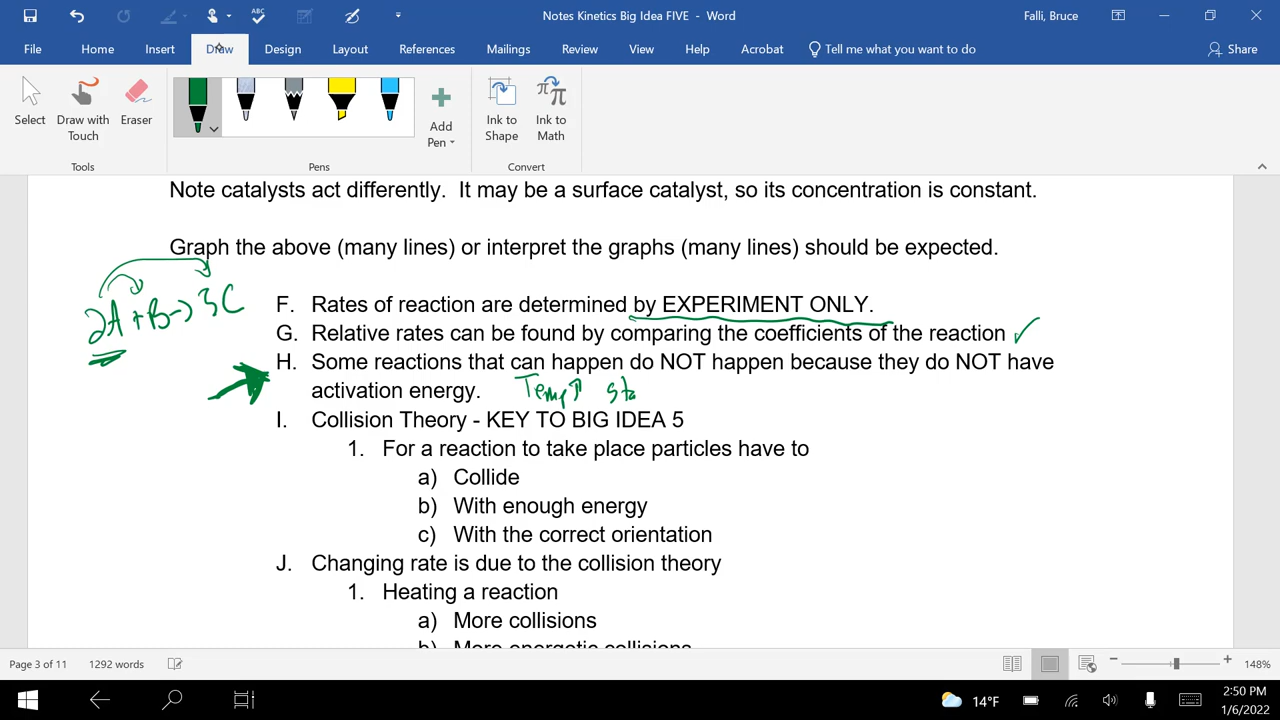 ABC
Notes Kinetics Big Idea FIVE - Word
Falli, Bruce
File Home Insert Draw Design Layout References Mailings Review View Help Acrobat Tell me what you want to do Share
Select Draw with Touch Eraser Add Pen Ink to Shape Ink to Math
Tools Pens Convert
Note catalysts act differently. It may be a surface catalyst, so its concentration is constant.
Graph the above (many lines) or interpret the graphs (many lines) should be expected.
2A + B → 3C
F. Rates of reaction are determined by EXPERIMENT ONLY.
G. Relative rates can be found by comparing the coefficients of the reaction ✓
H. Some reactions that can happen do NOT happen because they do NOT have
activation energy. Temp↑
I. Collision Theory - KEY TO BIG IDEA 5
1. For a reaction to take place particles have to
a) Collide
b) With enough energy
c) With the correct orientation
J. Changing rate is due to the collision theory
1. Heating a reaction
a) More collisions
b) More energetic collisions
Page 3 of 11 1292 words 148%
14°F 2:50 PM
1/6/2022